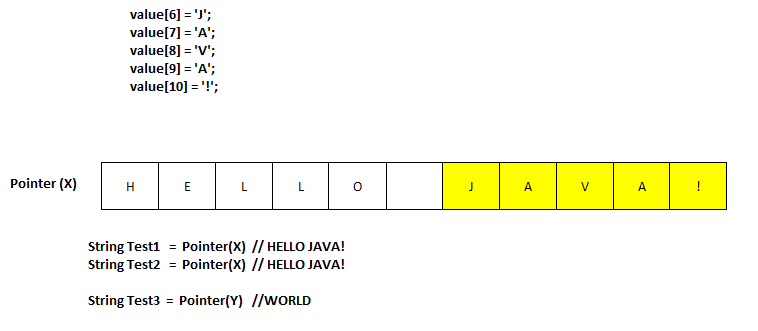 value[6] = 'J';
value[7] = 'A';
value[8] = 'V';
value[9] = 'A';
value[10] = '!';
Pointer (X) H E L L O J A V A !
String Test1 = Pointer(X) // HELLO JAVA!
String Test2 = Pointer(X) // HELLO JAVA!
String Test3 = Pointer(Y) //WORLD